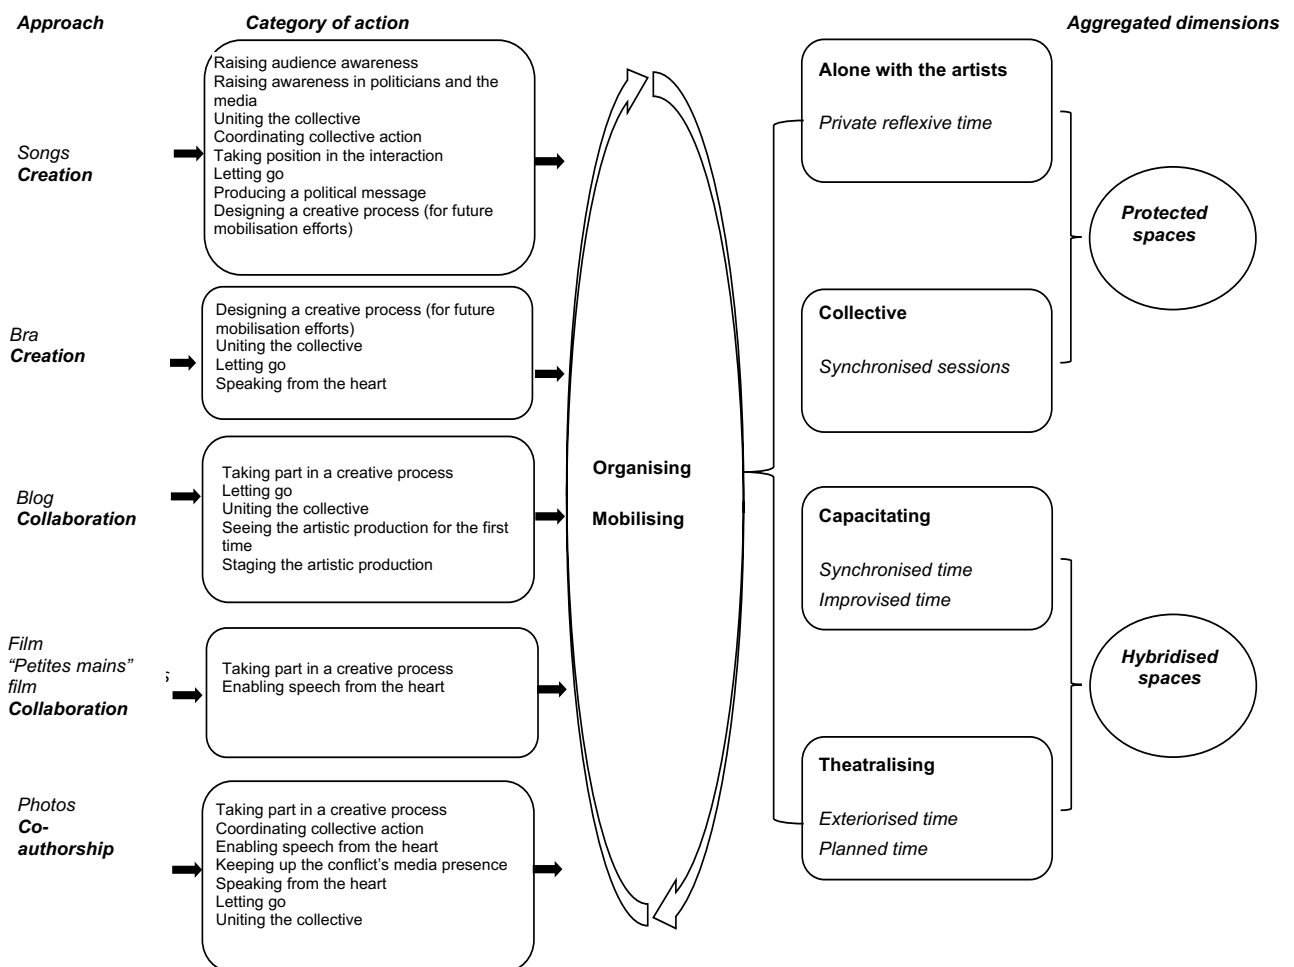 Approach
Category of action
Aggregated dimensions
Songs
Creation
Raising audience awareness
Raising awareness in politicians and the
media
Uniting the collective
Coordinating collective action
Taking position in the interaction
Letting go
Producing a political message
Designing a creative process (for future
mobilisation efforts)
Bra
Creation
Designing a creative process (for future
mobilisation efforts)
Uniting the collective
Letting go
Speaking from the heart
Blog
Collaboration
Taking part in a creative process
Letting go
Uniting the collective
Seeing the artistic production for the first
time
Staging the artistic production
Film
“Petites mains”
film
Collaboration
Taking part in a creative process
Enabling speech from the heart
Photos
Co-
authorship
Taking part in a creative process
Coordinating collective action
Enabling speech from the heart
Keeping up the conflict’s media presence
Speaking from the heart
Letting go
Uniting the collective
Organising
Mobilising
Alone with the artists
Private reflexive time
Collective
Synchronised sessions
Capacitating
Synchronised time
Improvised time
Theatralising
Exteriorised time
Planned time
Protected
spaces
Hybridised
spaces